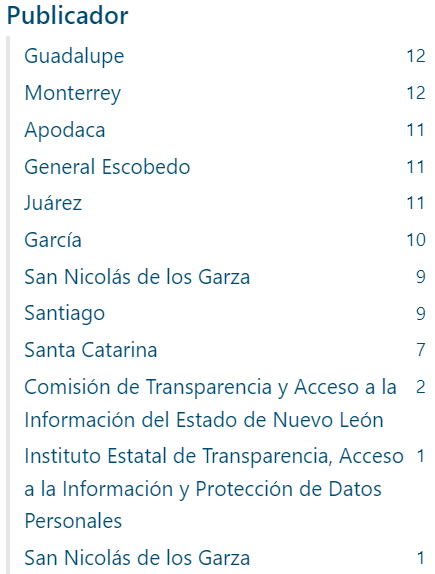 Publicador
Guadalupe 12
Monterrey 12
Apodaca 11
General Escobedo 11
Juárez 11
García 10
San Nicolás de los Garza 9
Santiago 9
Santa Catarina 7
Comisión de Transparencia y Acceso a la 2
Información del Estado de Nuevo León
Instituto Estatal de Transparencia, Acceso 1
a la Información y Protección de Datos
Personales
San Nicolás de los Garza 1